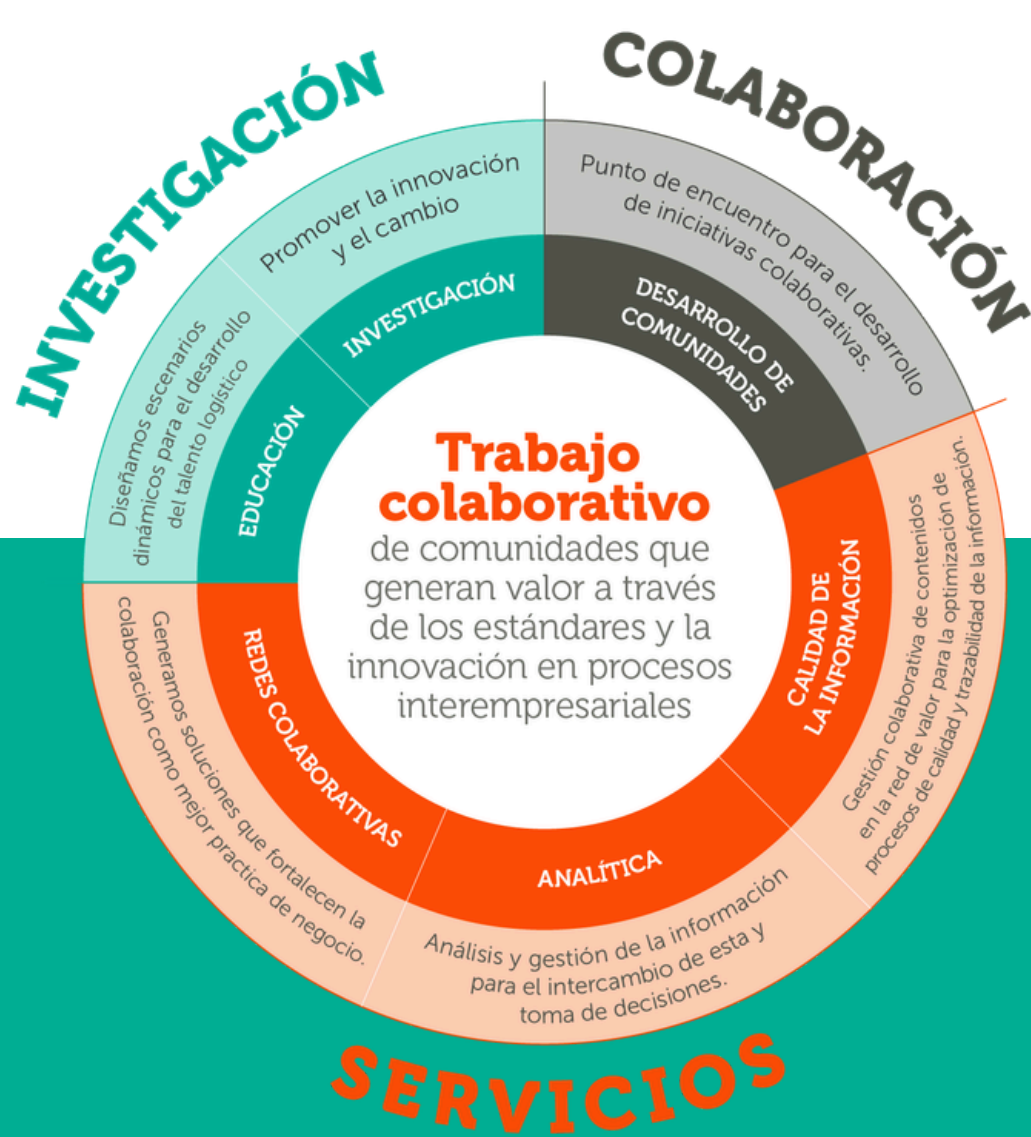 INVESTIGACIÓN
COLABORACIÓN
Promover la innovación
y el cambio
INVESTIGACIÓN
Punto de encuentro para el desarrollo
de iniciativas colaborativas.
DESARROLLO DE
COMUNIDADES
Diseñamos escenarios
dinámicos para el desarrollo
del talento logístico
EDUCACIÓN
Trabajo
colaborativo
de comunidades que
generan valor a través
de los estándares y la
innovación en procesos
interempresariales
CALIDAD DE
LA INFORMACIÓN
Gestión colaborativa de contenidos
en la red de valor para la optimización de
procesos de calidad y trazabilidad de la información.
REDES COLABORATIVAS
Generamos soluciones que fortalecen la
colaboración como mejor practica de negocio.
ANALÍTICA
Análisis y gestión de la información
para el intercambio de esta y
toma de decisiones.
SERVICIOS